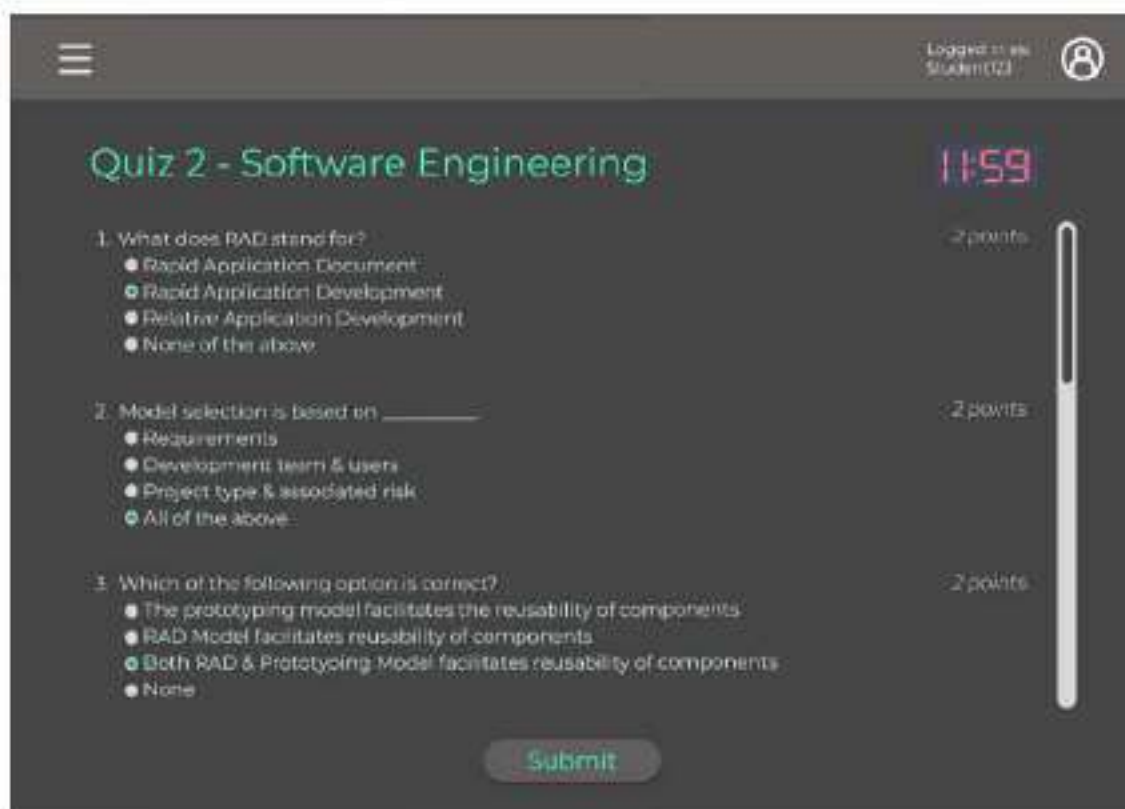 Logged in as
Student123
Quiz 2 - Software Engineering
11:59
1. What does RAD stand for?
2 points
Rapid Application Document
Rapid Application Development
Relative Application Development
None of the above
2. Model selection is based on __________
2 points
Requirements
Development team & users
Project type & associated risk
All of the above
3. Which of the following option is correct?
2 points
The prototyping model facilitates the reusability of components
RAD Model facilitates reusability of components
Both RAD & Prototyping Model facilitates reusability of components
None
Submit